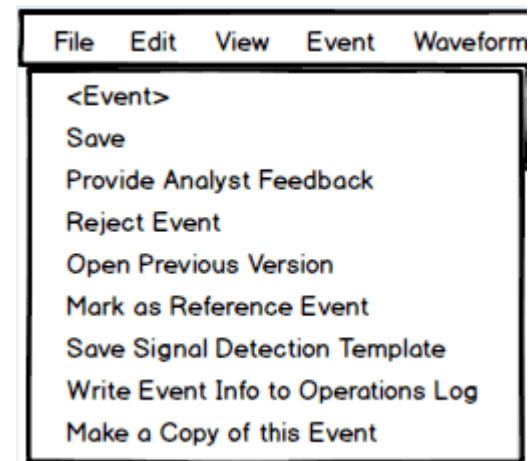 File Edit View Event Waveform
<Event>
Save
Provide Analyst Feedback
Reject Event
Open Previous Version
Mark as Reference Event
Save Signal Detection Template
Write Event Info to Operations Log
Make a Copy of this Event